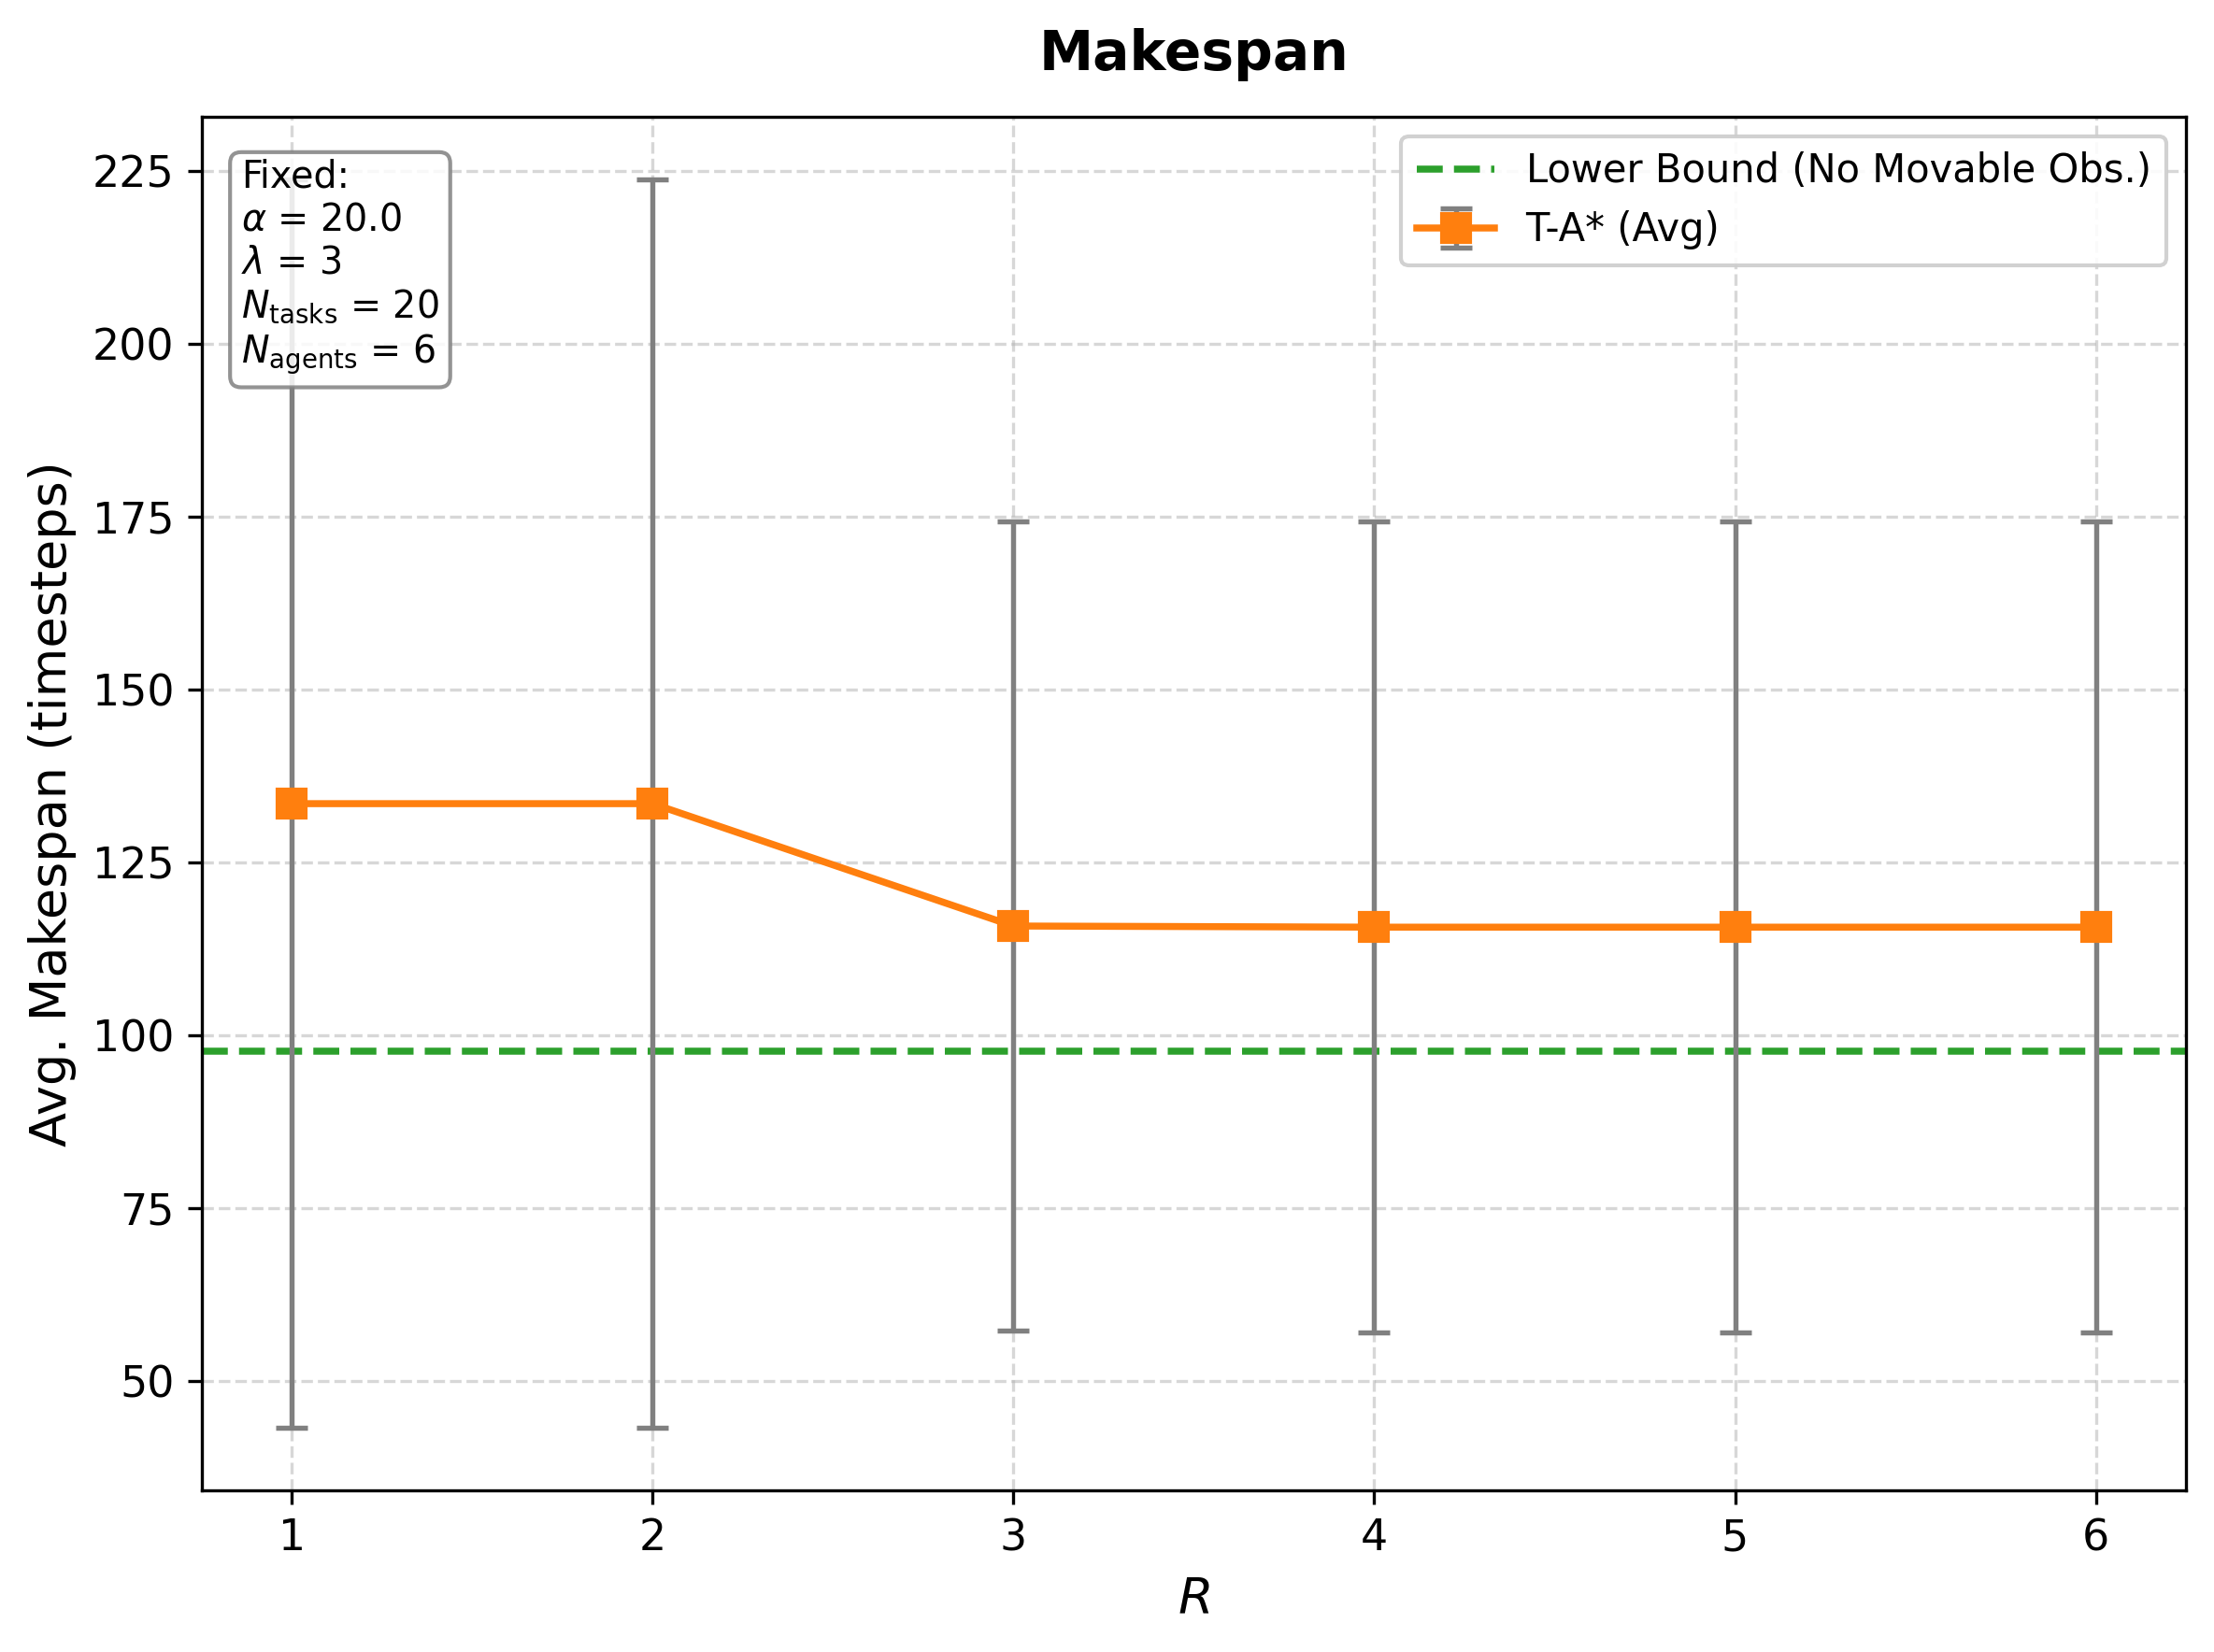 Makespan
Fixed:
α = 20.0
λ = 3
N_tasks = 20
N_agents = 6
Lower Bound (No Movable Obs.)
T-A* (Avg)
Avg. Makespan (timesteps)
225
200
175
150
125
100
75
50
1 2 3 4 5 6
R